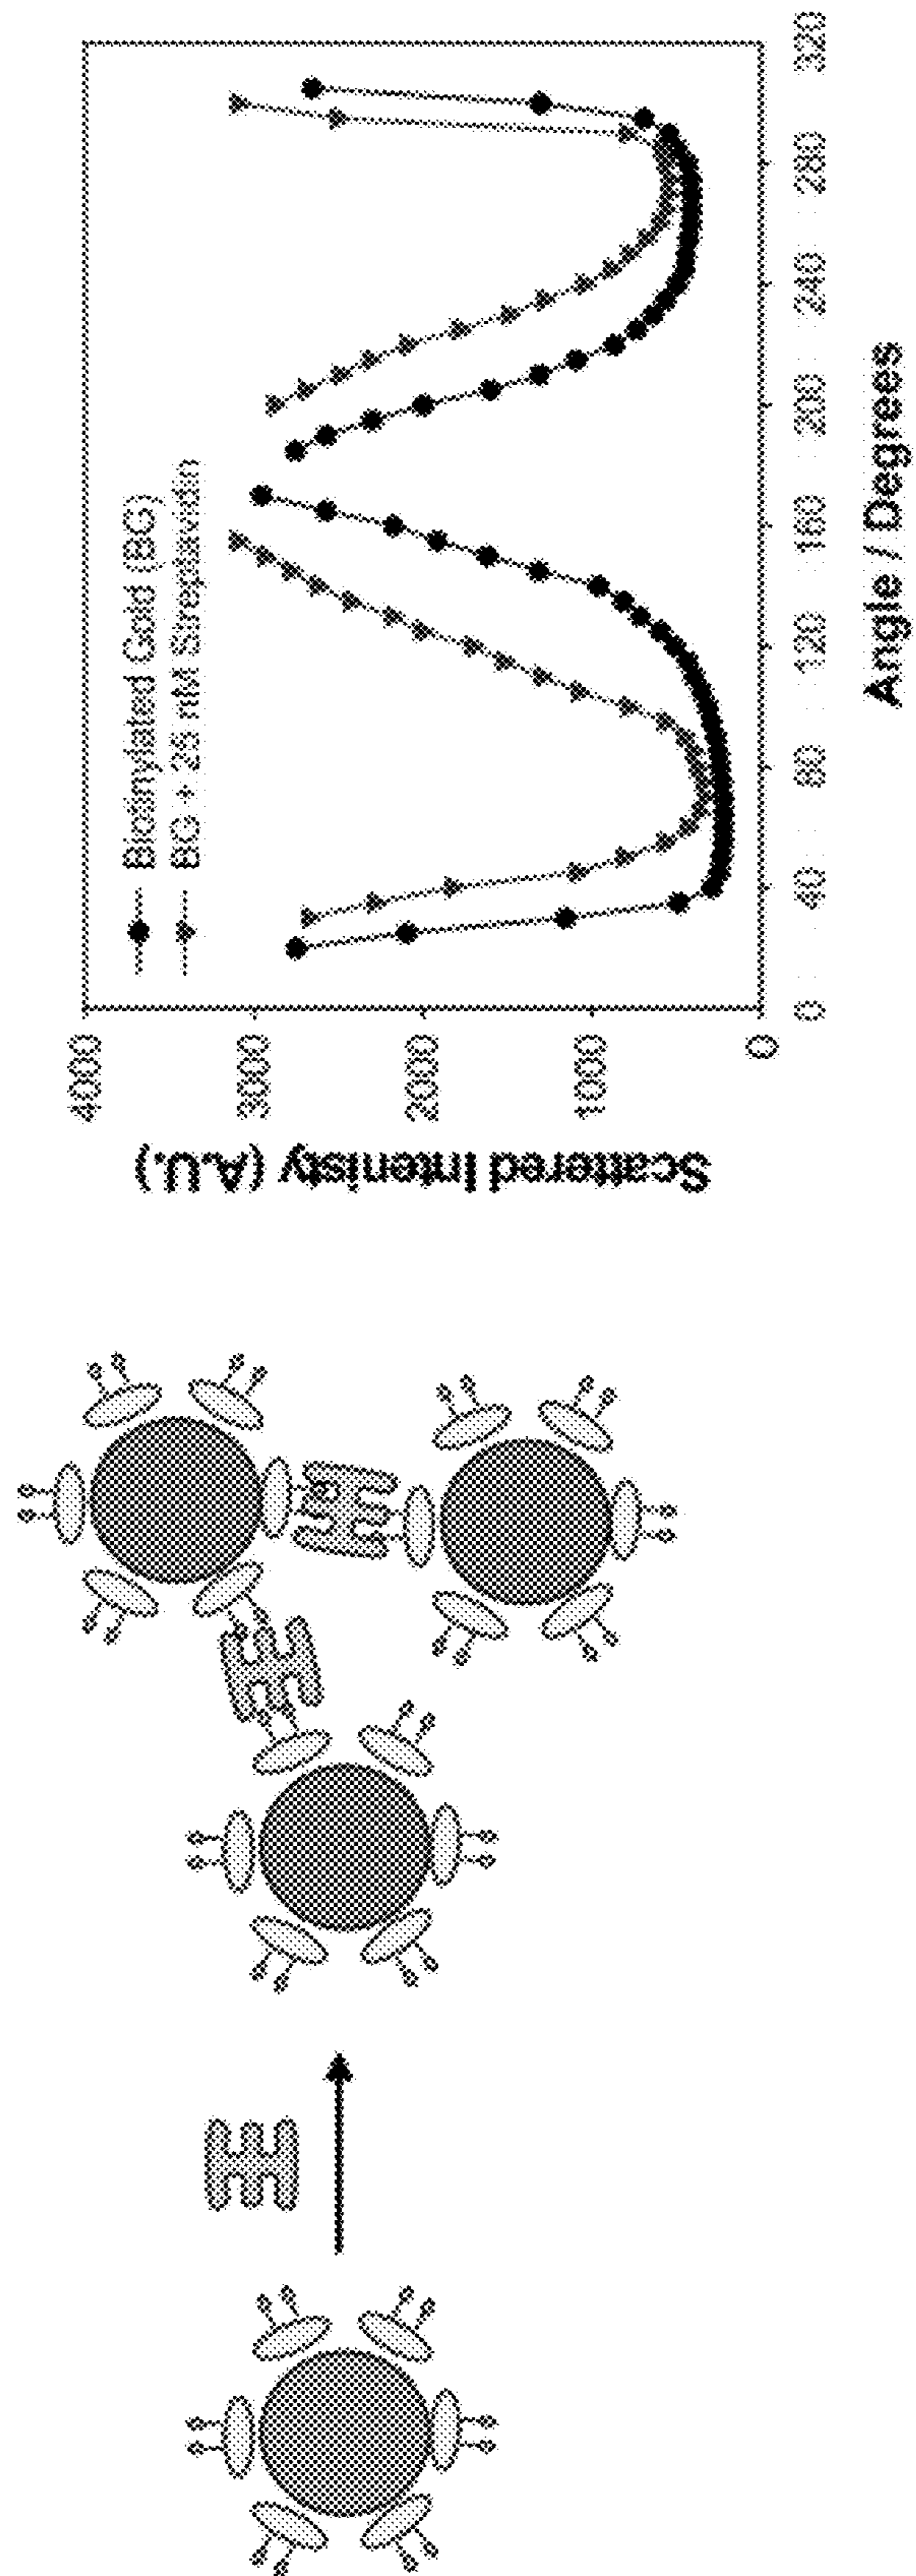 Scattered Intenisty (A.U.)
4000
3000
2000
1000
0
Biotinylated Gold (BG)
BG + 25 nM Streptavidin
0 40 80 120 160 200 240 280 320
Angle / Degrees